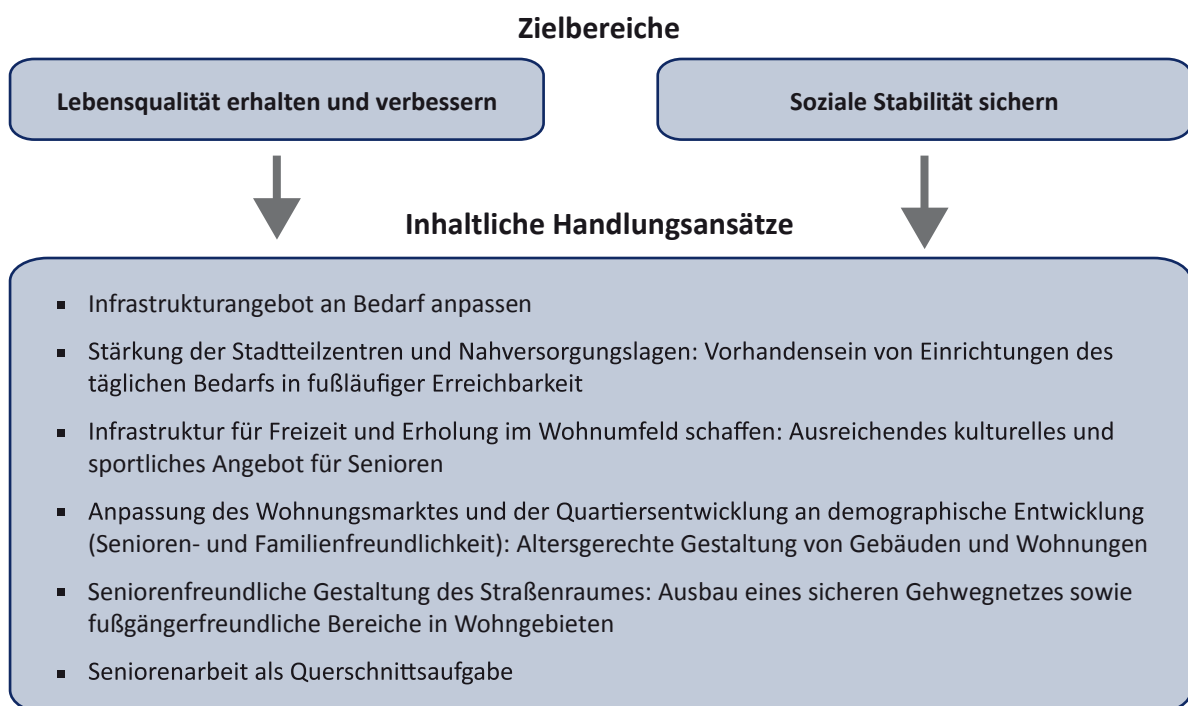 Zielbereiche
Lebensqualität erhalten und verbessern
Soziale Stabilität sichern
Inhaltliche Handlungsansätze
▪ Infrastrukturangebot an Bedarf anpassen
▪ Stärkung der Stadtteilzentren und Nahversorgungslagen: Vorhandensein von Einrichtungen des
täglichen Bedarfs in fußläufiger Erreichbarkeit
▪ Infrastruktur für Freizeit und Erholung im Wohnumfeld schaffen: Ausreichendes kulturelles und
sportliches Angebot für Senioren
▪ Anpassung des Wohnungsmarktes und der Quartiersentwicklung an demographische Entwicklung
(Senioren- und Familienfreundlichkeit): Altersgerechte Gestaltung von Gebäuden und Wohnungen
▪ Seniorenfreundliche Gestaltung des Straßenraumes: Ausbau eines sicheren Gehwegnetzes sowie
fußgängerfreundliche Bereiche in Wohngebieten
▪ Seniorenarbeit als Querschnittsaufgabe